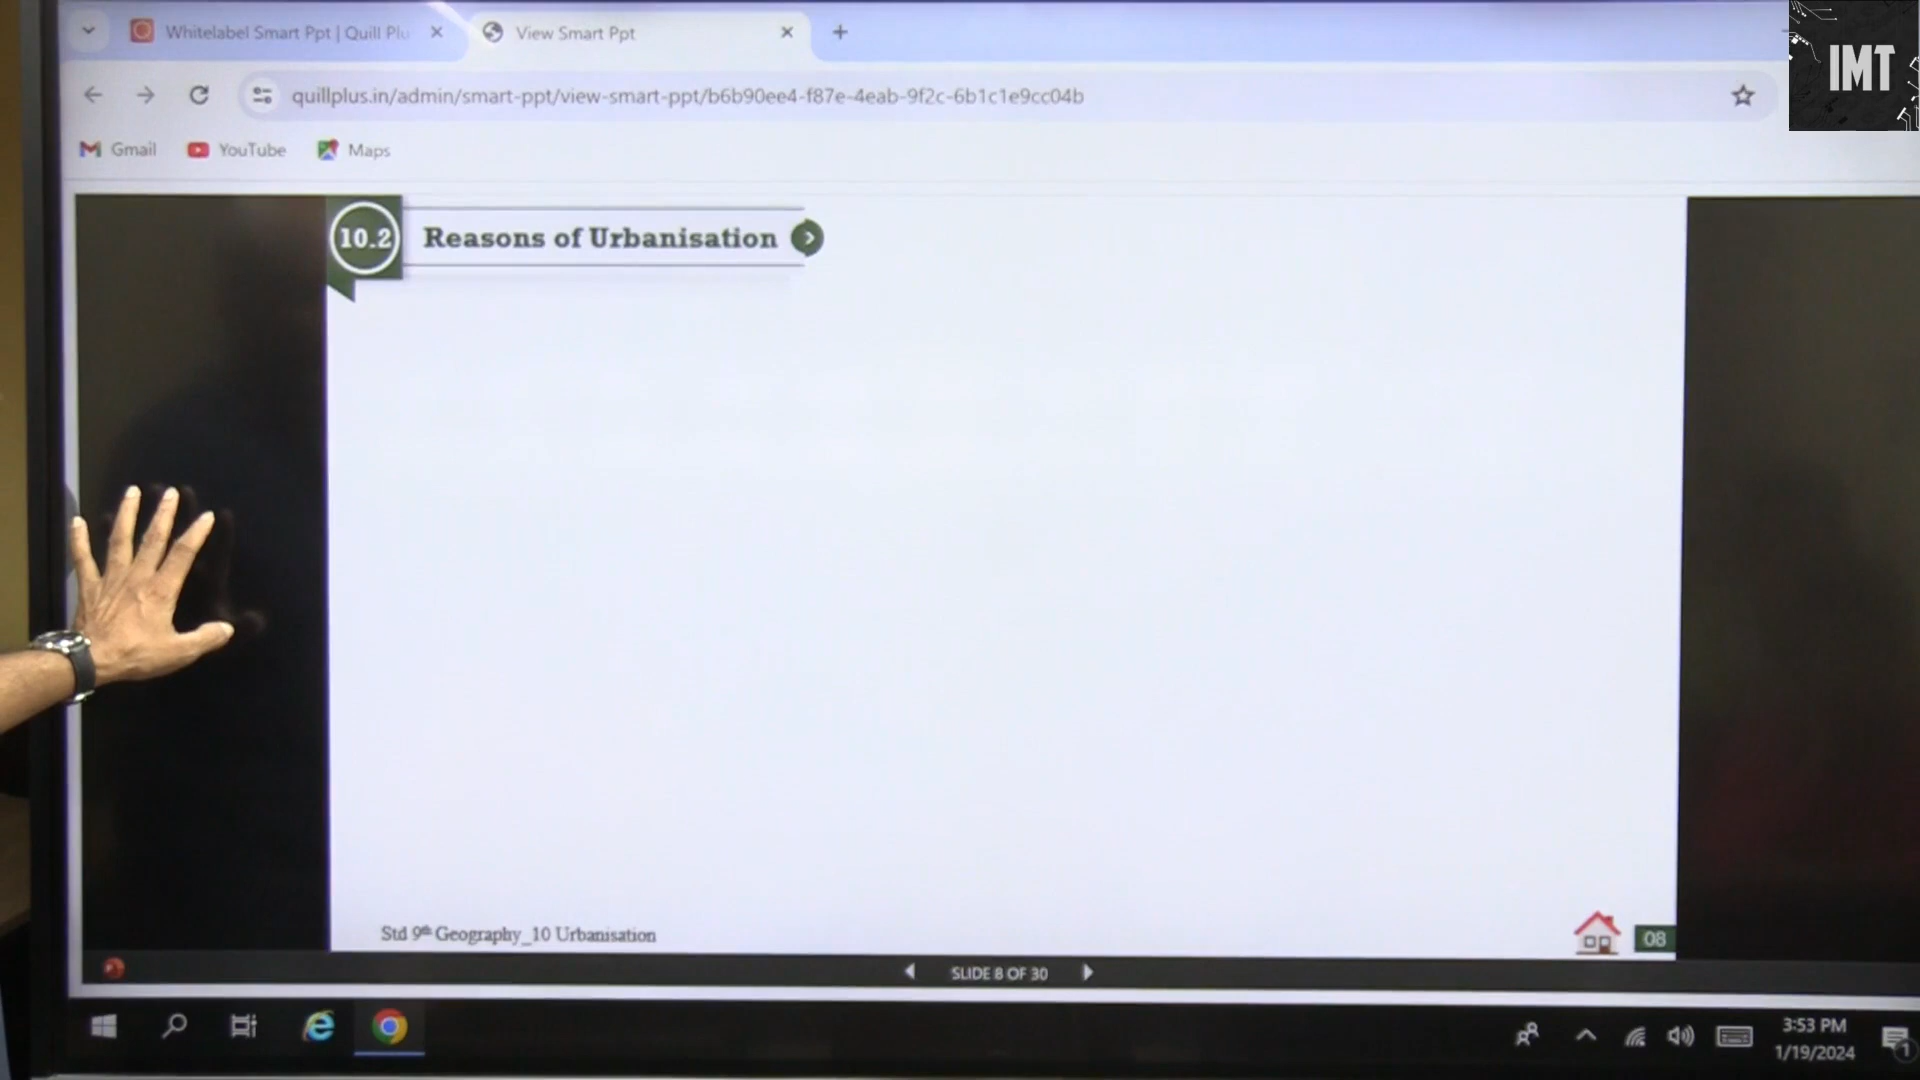 Whitelabel Smart Ppt | Quill Plu
View Smart Ppt
IMT
quillplus.in/admin/smart-ppt/view-smart-ppt/b6b90ee4-f87e-4eab-9f2c-6b1c1e9cc04b
Gmail
YouTube
Maps
10.2
Reasons of Urbanisation
Std 9th Geography_10 Urbanisation
08
SLIDE 8 OF 30
3:53 PM
1/19/2024
1